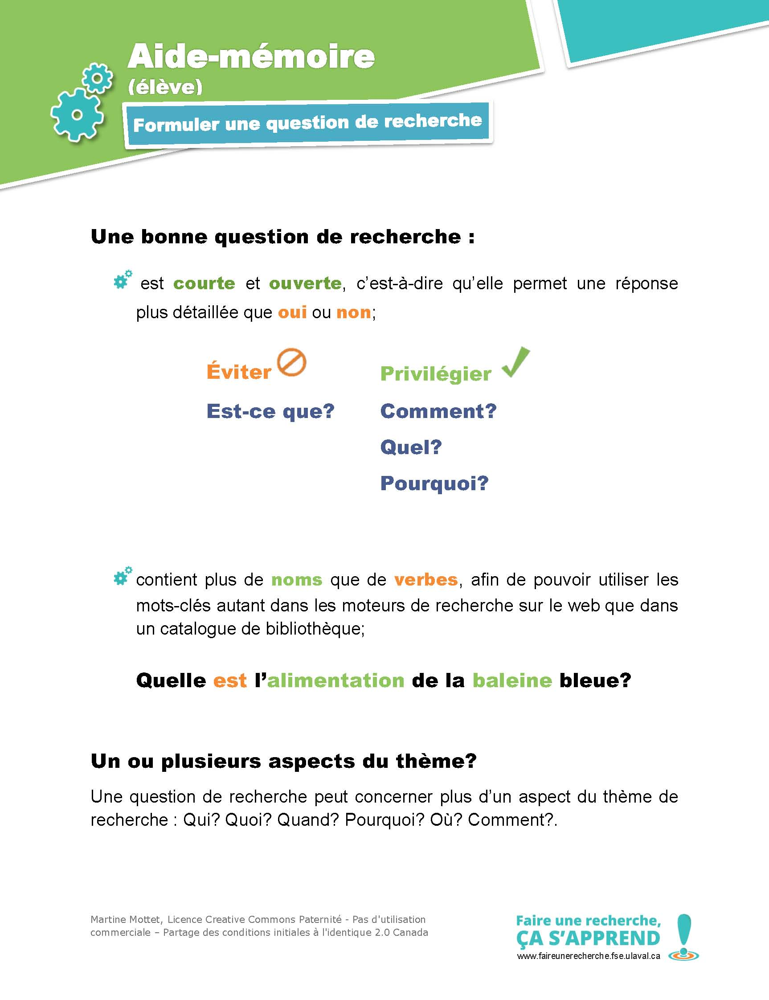 Aide-mémoire
(élève)
Formuler une question de recherche
Une bonne question de recherche :
est courte et ouverte, c’est-à-dire qu’elle permet une réponse
plus détaillée que oui ou non;
Éviter Privilégier
Est-ce que? Comment?
Quel?
Pourquoi?
contient plus de noms que de verbes, afin de pouvoir utiliser les
mots-clés autant dans les moteurs de recherche sur le web que dans
un catalogue de bibliothèque;
Quelle est l’alimentation de la baleine bleue?
Un ou plusieurs aspects du thème?
Une question de recherche peut concerner plus d’un aspect du thème de
recherche : Qui? Quoi? Quand? Pourquoi? Où? Comment?.
Martine Mottet, Licence Creative Commons Paternité - Pas d'utilisation
commerciale – Partage des conditions initiales à l'identique 2.0 Canada
Faire une recherche,
ÇA S’APPREND
www.faireunerecherche.fse.ulaval.ca